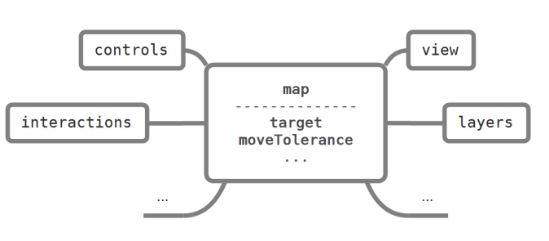 controls
view
map
--------------
target
moveTolerance
...
interactions
layers
...
...